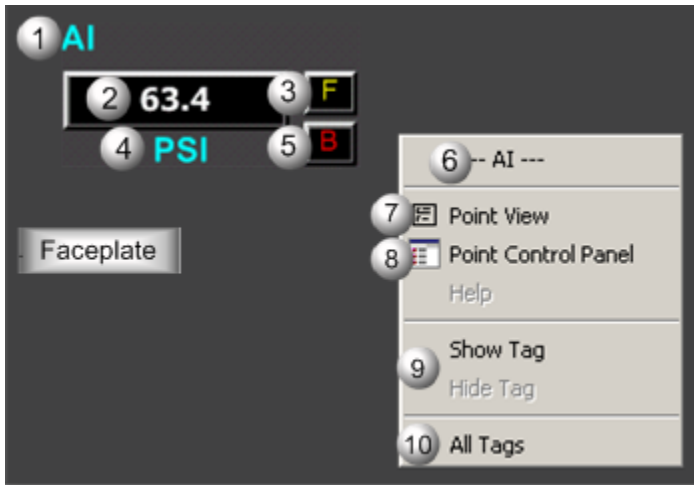 1 AI
2 63.4 3 F
4 PSI 5 B
6 -- AI ---
7 Point View
Faceplate
8 Point Control Panel
Help
Show Tag
9
Hide Tag
10 All Tags